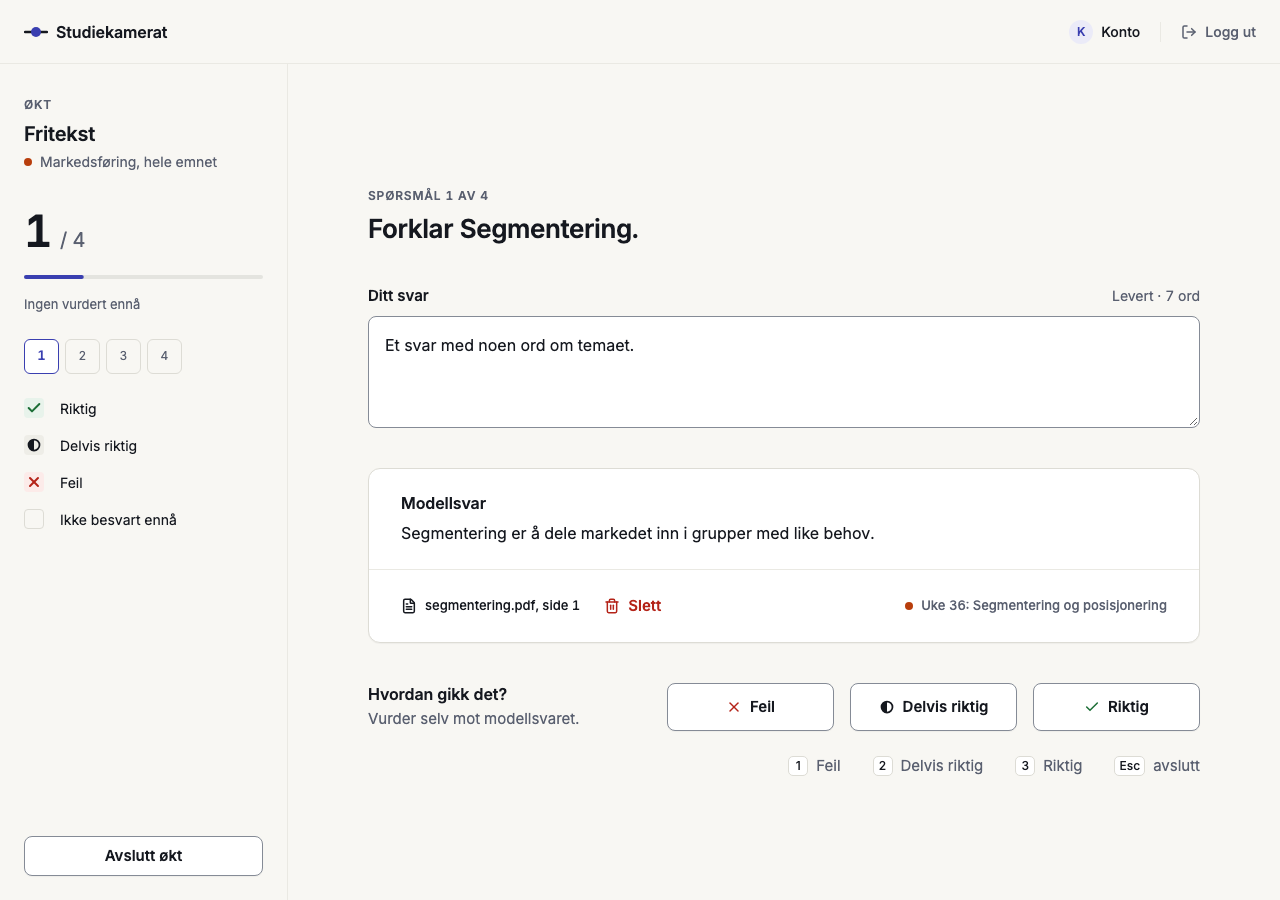 Studiekamerat
K Konto
Logg ut
ØKT
Fritekst
Markedsføring, hele emnet
1 / 4
Ingen vurdert ennå
1 2 3 4
Riktig
Delvis riktig
Feil
Ikke besvart ennå
Avslutt økt
SPØRSMÅL 1 AV 4
Forklar Segmentering.
Ditt svar
Levert · 7 ord
Et svar med noen ord om temaet.
Modellsvar
Segmentering er å dele markedet inn i grupper med like behov.
segmentering.pdf, side 1
Slett
Uke 36: Segmentering og posisjonering
Hvordan gikk det?
Vurder selv mot modellsvaret.
Feil
Delvis riktig
Riktig
1 Feil
2 Delvis riktig
3 Riktig
Esc avslutt